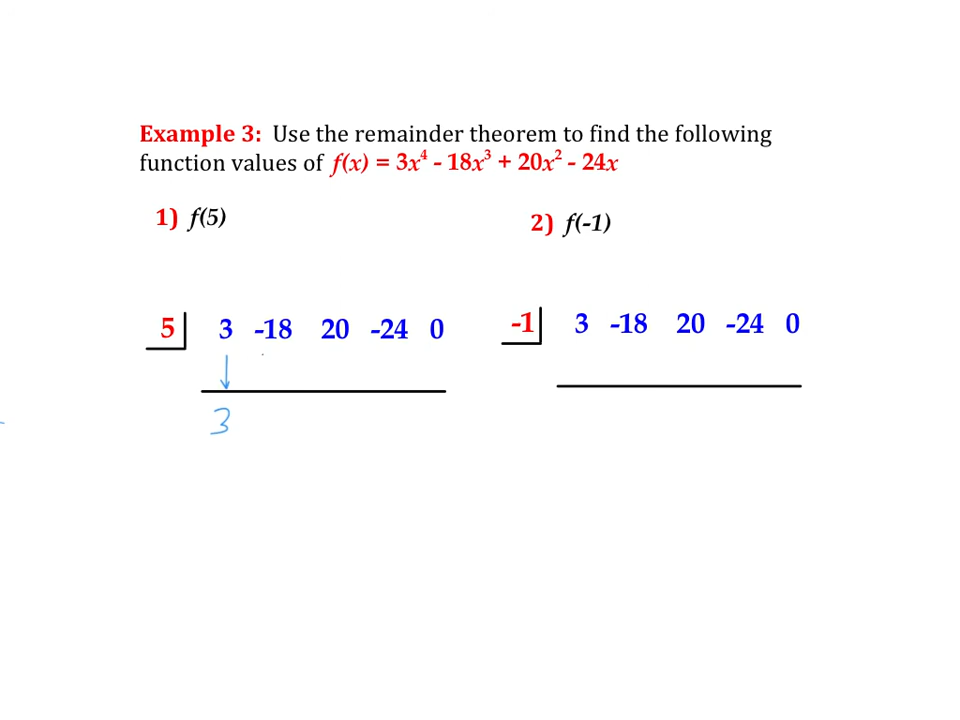 Example 3: Use the remainder theorem to find the following
function values of f(x) = 3x⁴ - 18x³ + 20x² - 24x
1) f(5)
2) f(-1)
5 3 -18 20 -24 0
3
-1 3 -18 20 -24 0